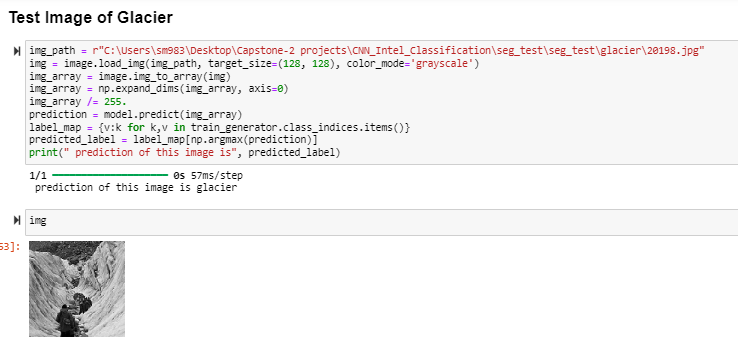 Test Image of Glacier
img_path = r"C:\Users\sm983\Desktop\Capstone-2 projects\CNN_Intel_Classification\seg_test\seg_test\glacier\20198.jpg"
img = image.load_img(img_path, target_size=(128, 128), color_mode='grayscale')
img_array = image.img_to_array(img)
img_array = np.expand_dims(img_array, axis=0)
img_array /= 255.
prediction = model.predict(img_array)
label_map = {v:k for k,v in train_generator.class_indices.items()}
predicted_label = label_map[np.argmax(prediction)]
print(" prediction of this image is", predicted_label)
1/1 ━━━━━━━━━━━━━━━━━━━━ 0s 57ms/step
prediction of this image is glacier
img
53]: